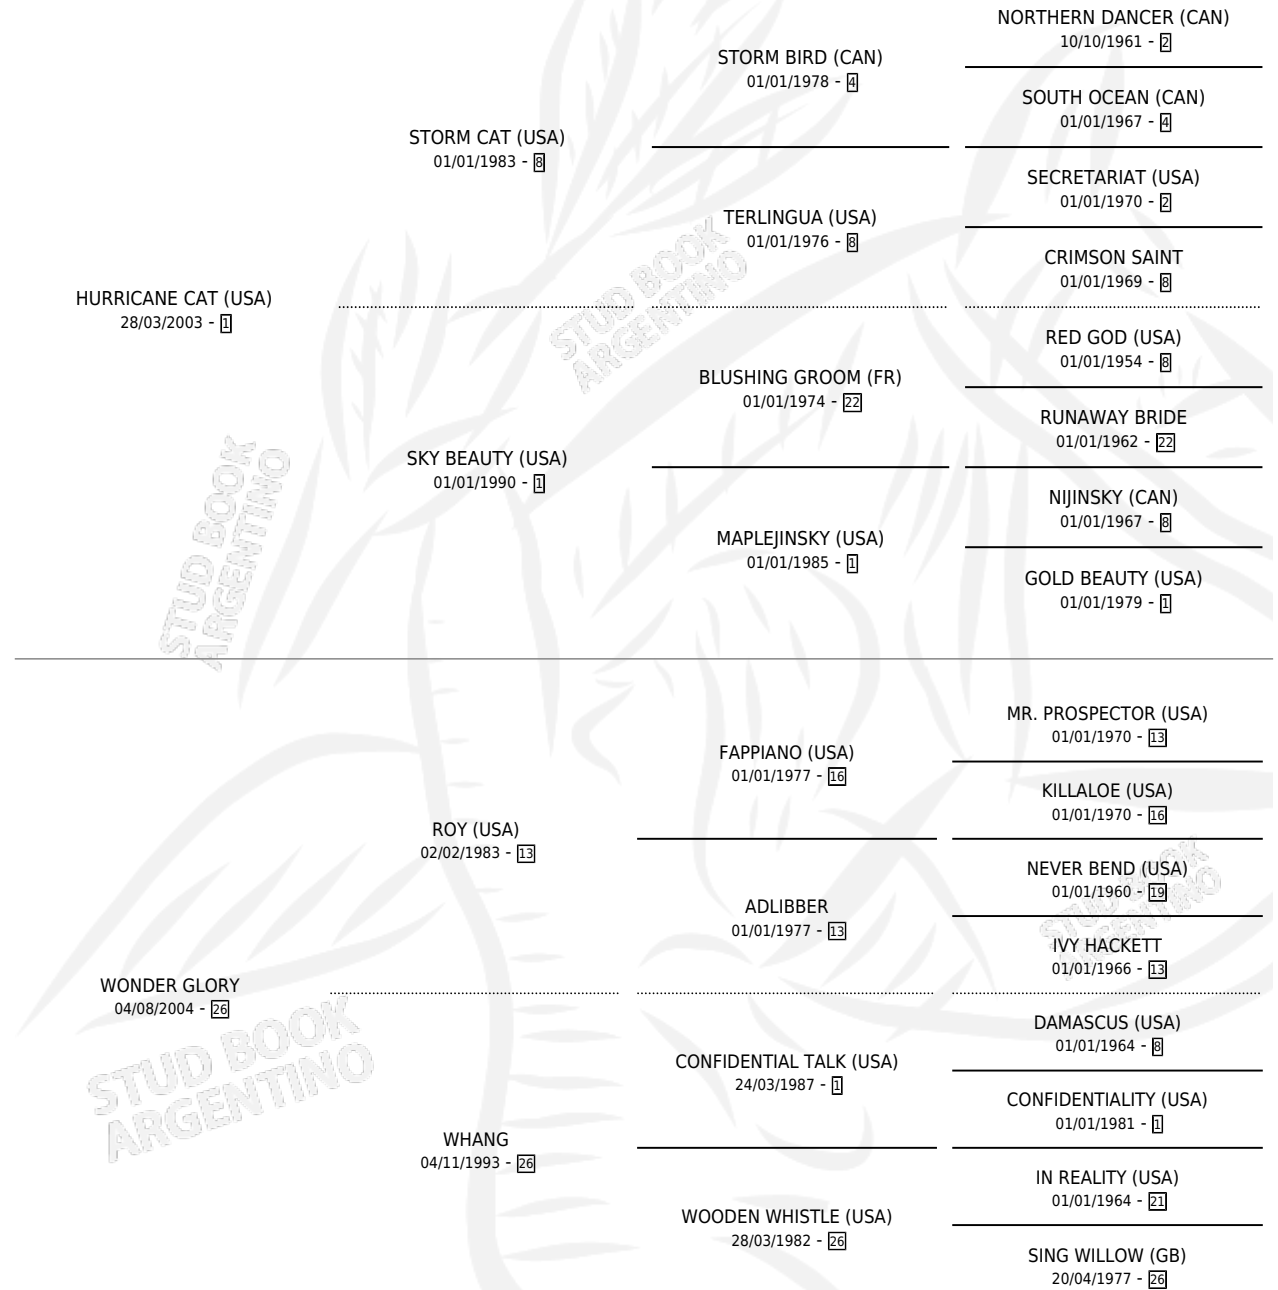 NORTHERN DANCER (CAN)
10/10/1961 - 2
STORM BIRD (CAN)
01/01/1978 - 4
SOUTH OCEAN (CAN)
01/01/1967 - 4
STORM CAT (USA)
01/01/1983 - 8
SECRETARIAT (USA)
01/01/1970 - 2
TERLINGUA (USA)
01/01/1976 - 8
CRIMSON SAINT
01/01/1969 - 8
HURRICANE CAT (USA)
28/03/2003 - 1
RED GOD (USA)
01/01/1954 - 8
BLUSHING GROOM (FR)
01/01/1974 - 22
RUNAWAY BRIDE
01/01/1962 - 22
SKY BEAUTY (USA)
01/01/1990 - 1
NIJINSKY (CAN)
01/01/1967 - 8
MAPLEJINSKY (USA)
01/01/1985 - 1
GOLD BEAUTY (USA)
01/01/1979 - 1
MR. PROSPECTOR (USA)
01/01/1970 - 13
FAPPIANO (USA)
01/01/1977 - 16
KILLALOE (USA)
01/01/1970 - 16
ROY (USA)
02/02/1983 - 13
NEVER BEND (USA)
01/01/1960 - 19
ADLIBBER
01/01/1977 - 13
IVY HACKETT
01/01/1966 - 13
WONDER GLORY
04/08/2004 - 26
DAMASCUS (USA)
01/01/1964 - 8
CONFIDENTIAL TALK (USA)
24/03/1987 - 1
CONFIDENTIALITY (USA)
01/01/1981 - 1
WHANG
04/11/1993 - 26
IN REALITY (USA)
01/01/1964 - 21
WOODEN WHISTLE (USA)
28/03/1982 - 26
SING WILLOW (GB)
20/04/1977 - 26
STUD BOOK
ARGENTINO
STUD BOOK
ARGENTINO
STUD BOOK
ARGENTINO
STUD BOOK
ARGENTINO